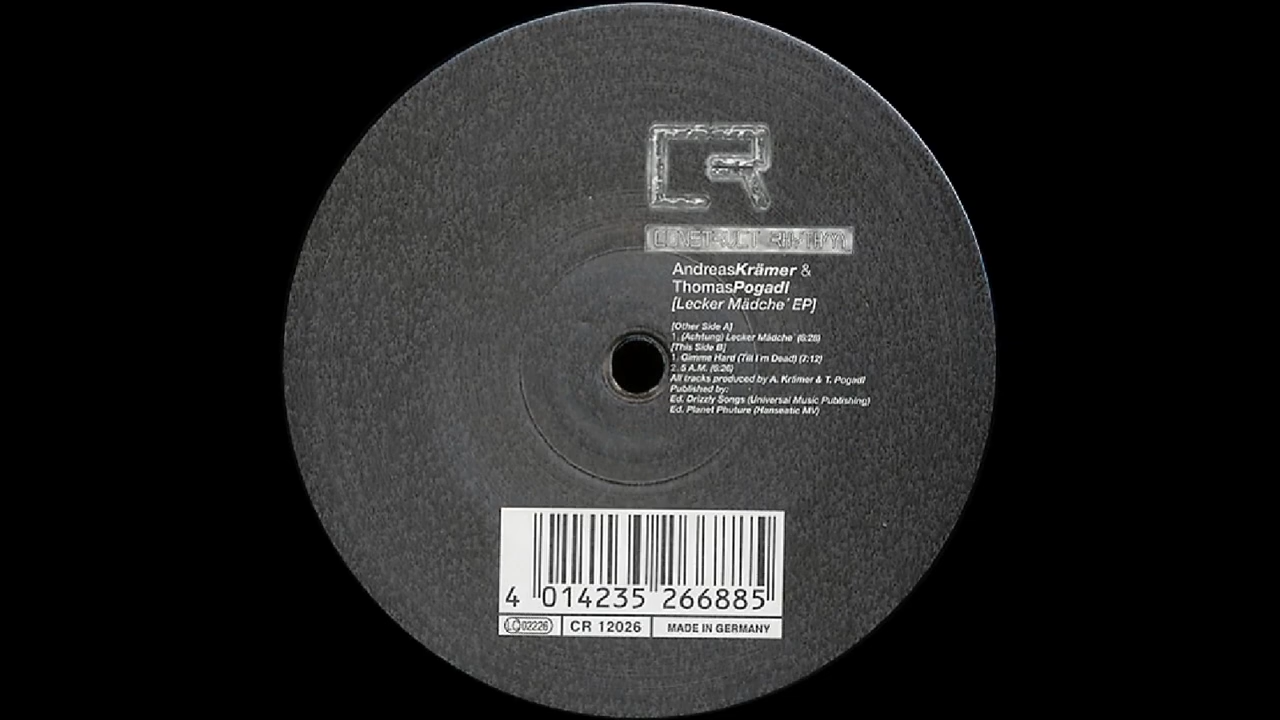 CR
CONSTRUCT RHYTHM
AndreasKrämer &
ThomasPogadl
[Lecker Mädche' EP]
[Other Side A]
1. (Achtung) Lecker Mädche' (6:28)
[This Side B]
1. Gimme Hard (Till I'm Dead) (7:12)
2. 5 A.M. (6:26)
All tracks produced by A. Krämer & T. Pogadl
Published by:
Ed. Drizzly Songs (Universal Music Publishing)
Ed. Planet Phuture (Hanseatic MV)
4 014235 266885
LC 02226 CR 12026 MADE IN GERMANY